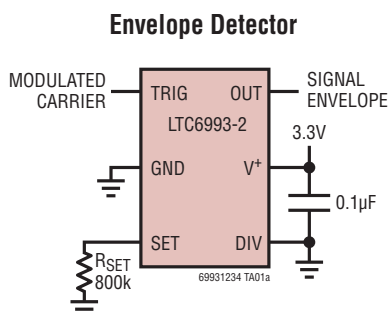 Envelope Detector
MODULATED
CARRIER
TRIG
OUT
SIGNAL
ENVELOPE
LTC6993-2
3.3V
GND
V+
0.1µF
SET
DIV
RSET
800k
69931234 TA01a